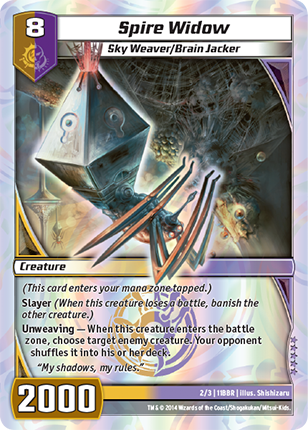 8
Spire Widow
Sky Weaver/Brain Jacker
Creature
(This card enters your mana zone tapped.)
Slayer (When this creature loses a battle, banish the
other creature.)
Unweaving — When this creature enters the battle
zone, choose target enemy creature. Your opponent
shuffles it into his or her deck.
"My shadows, my rules."
2000
2/3 | 11BBR | illus. Shishizaru
TM & © 2014 Wizards of the Coast/Shogakukan/Mitsui-Kids.